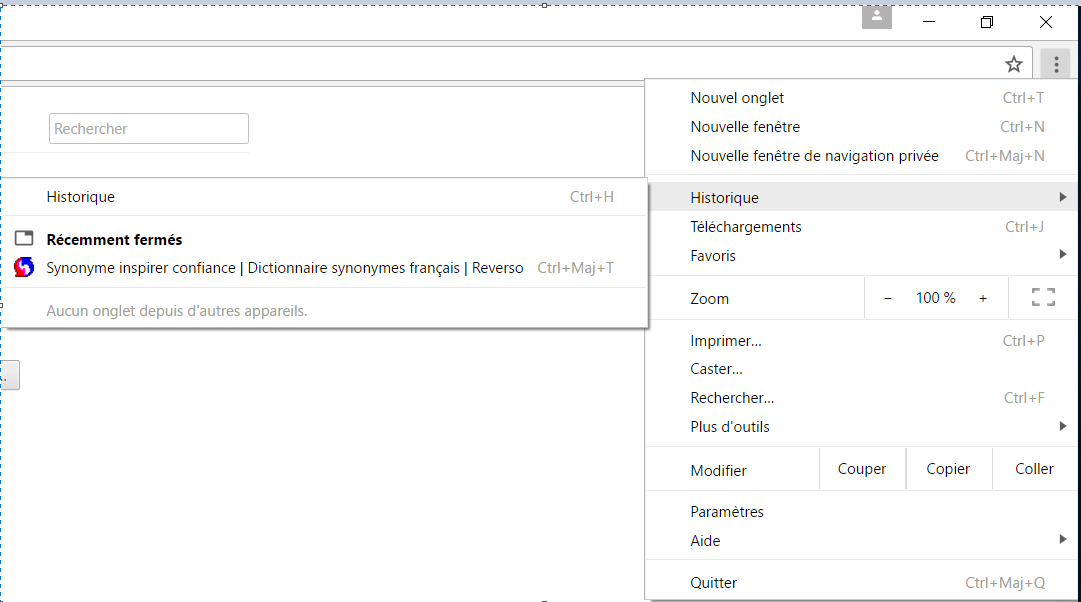 Nouvel onglet Ctrl+T
Nouvelle fenêtre Ctrl+N
Nouvelle fenêtre de navigation privée Ctrl+Maj+N
Historique
Téléchargements Ctrl+J
Favoris
Zoom − 100 % +
Imprimer... Ctrl+P
Caster...
Rechercher... Ctrl+F
Plus d'outils
Modifier Couper Copier Coller
Paramètres
Aide
Quitter Ctrl+Maj+Q
Rechercher
Historique Ctrl+H
Récemment fermés
Synonyme inspirer confiance | Dictionnaire synonymes français | Reverso Ctrl+Maj+T
Aucun onglet depuis d'autres appareils.